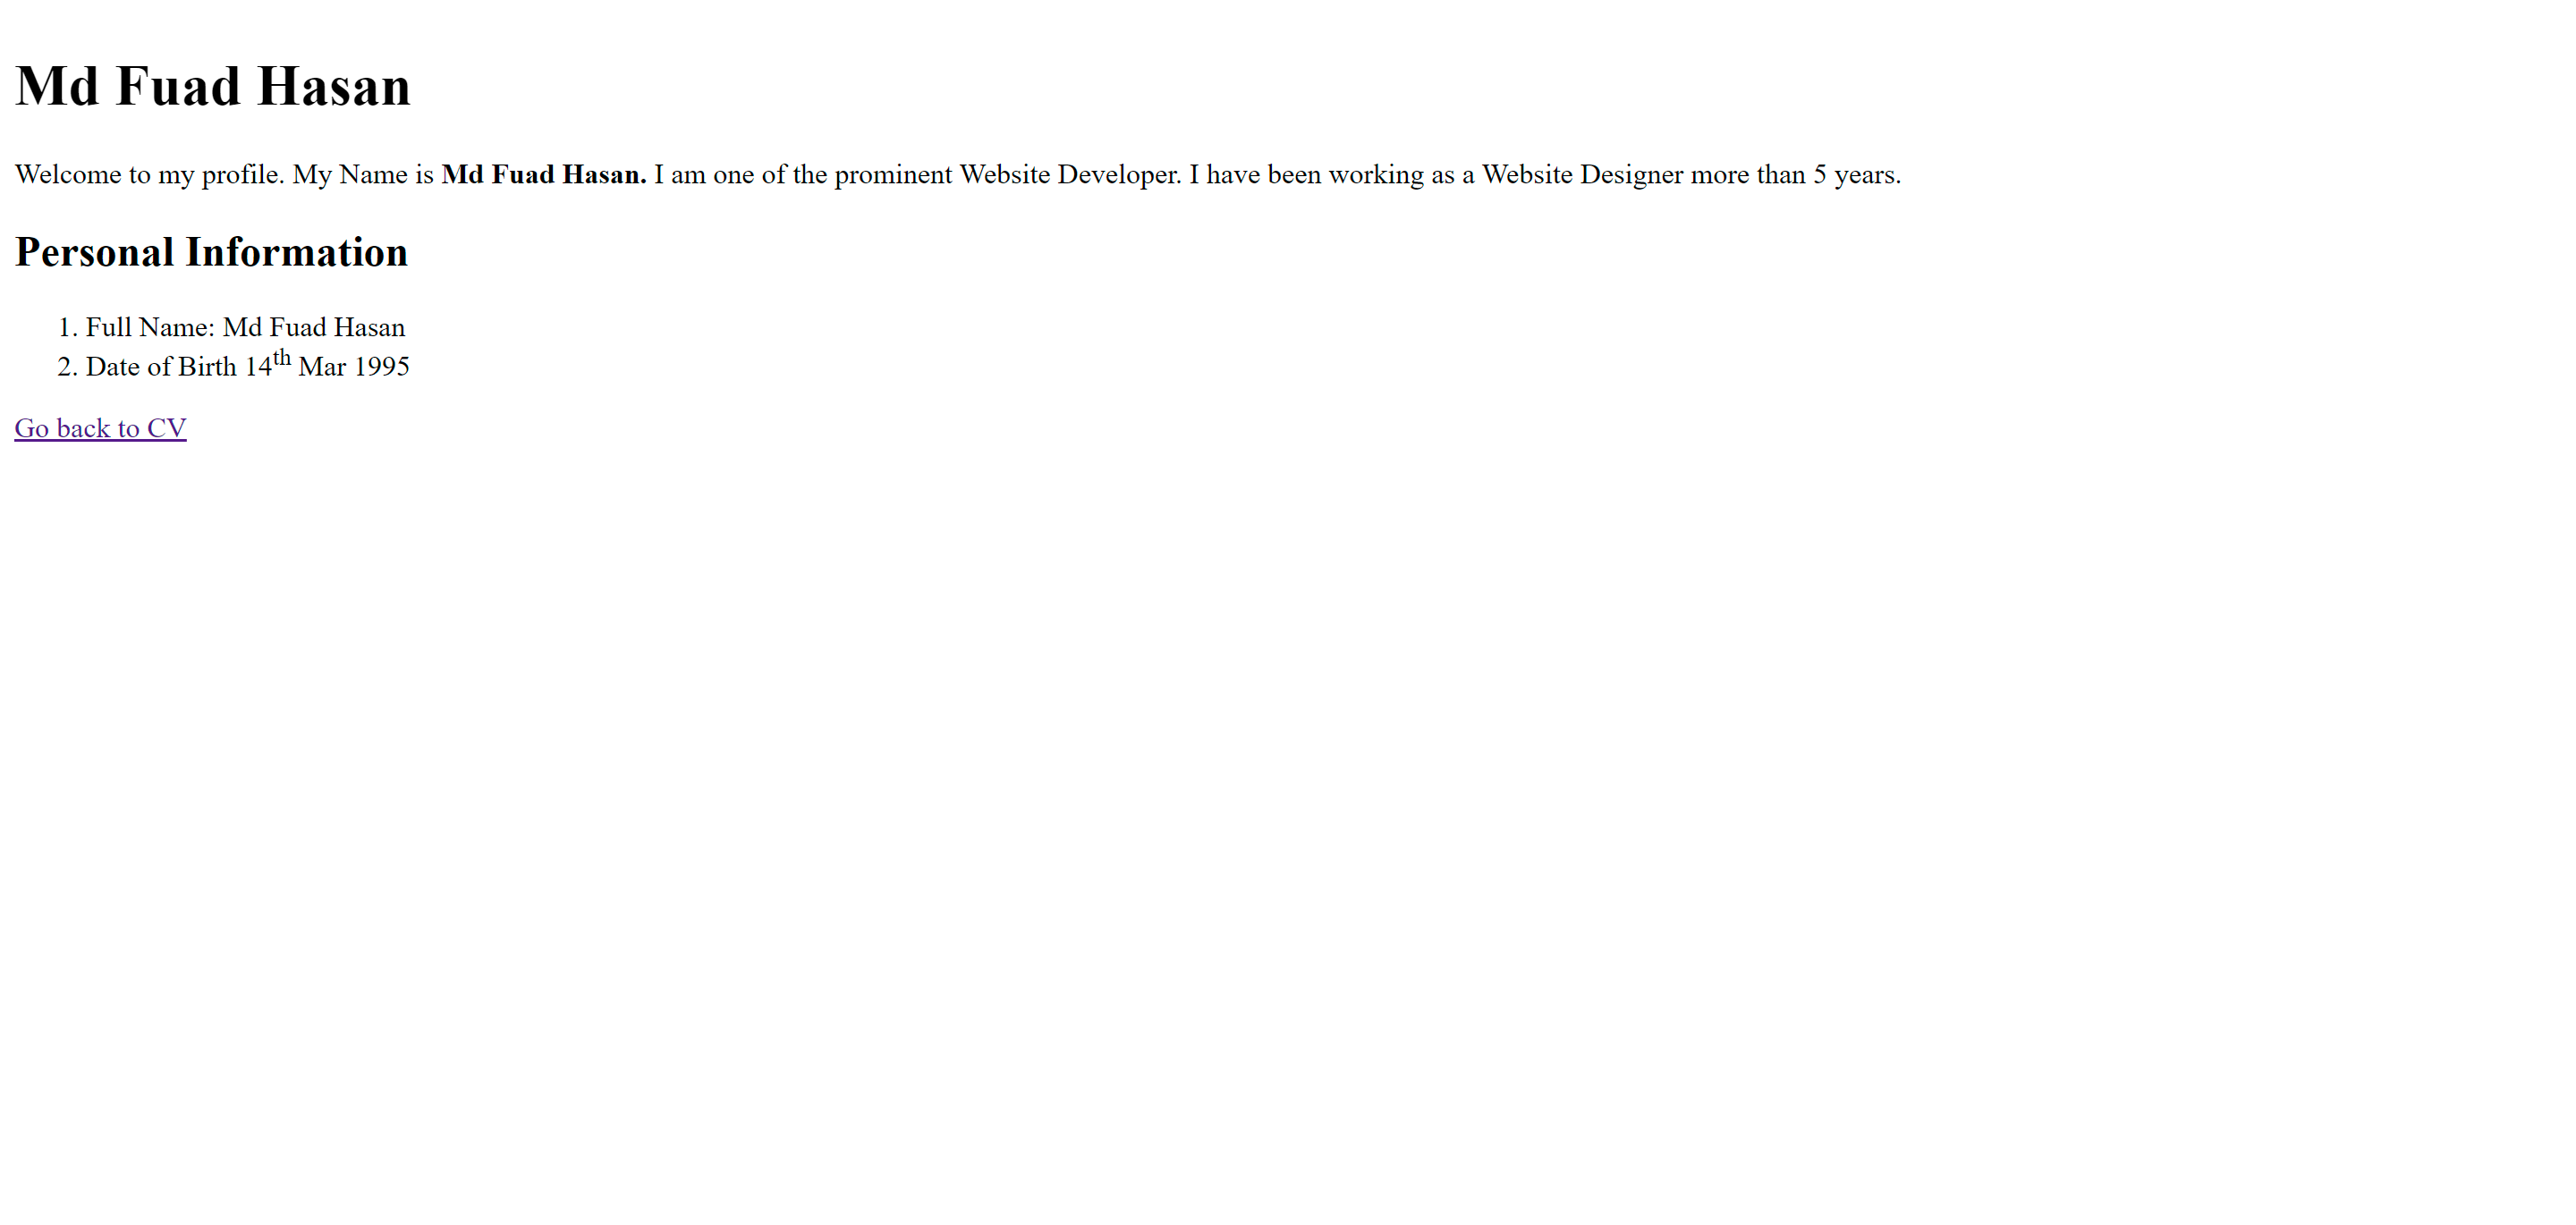 Md Fuad Hasan
Welcome to my profile. My Name is Md Fuad Hasan. I am one of the prominent Website Developer. I have been working as a Website Designer more than 5 years.
Personal Information
1. Full Name: Md Fuad Hasan
2. Date of Birth 14th Mar 1995
Go back to CV